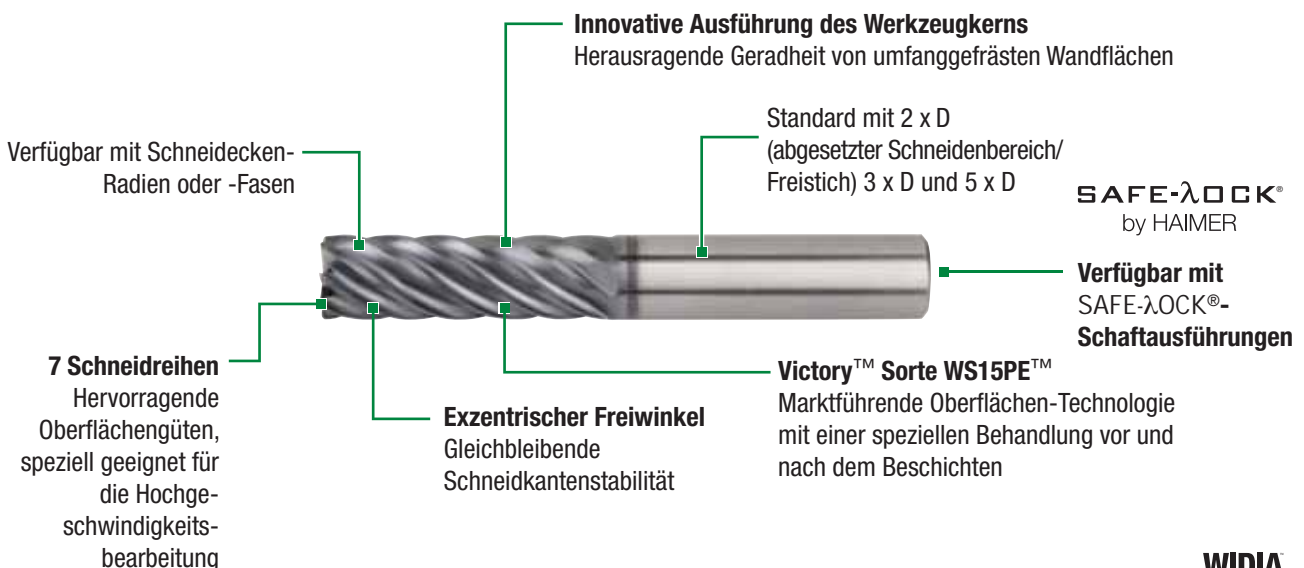 Innovative Ausführung des Werkzeugkerns
Herausragende Geradheit von umfanggefrästen Wandflächen
Standard mit 2 x D
(abgesetzter Schneidenbereich/
Freistich) 3 x D und 5 x D
Verfügbar mit Schneidecken-
Radien oder -Fasen
SAFE-λOCK®
by HAIMER
Verfügbar mit
SAFE-λOCK®-
Schaftausführungen
7 Schneidreihen
Hervorragende
Oberflächengüten,
speziell geeignet für
die Hochge-
schwindigkeits-
bearbeitung
Exzentrischer Freiwinkel
Gleichbleibende
Schneidkantenstabilität
Victory™ Sorte WS15PE™
Marktführende Oberflächen-Technologie
mit einer speziellen Behandlung vor und
nach dem Beschichten
WIDIA